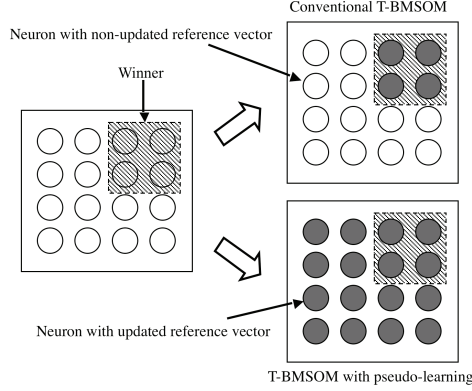 Conventional T-BMSOM
Neuron with non-updated reference vector
Winner
Neuron with updated reference vector
T-BMSOM with pseudo-learning